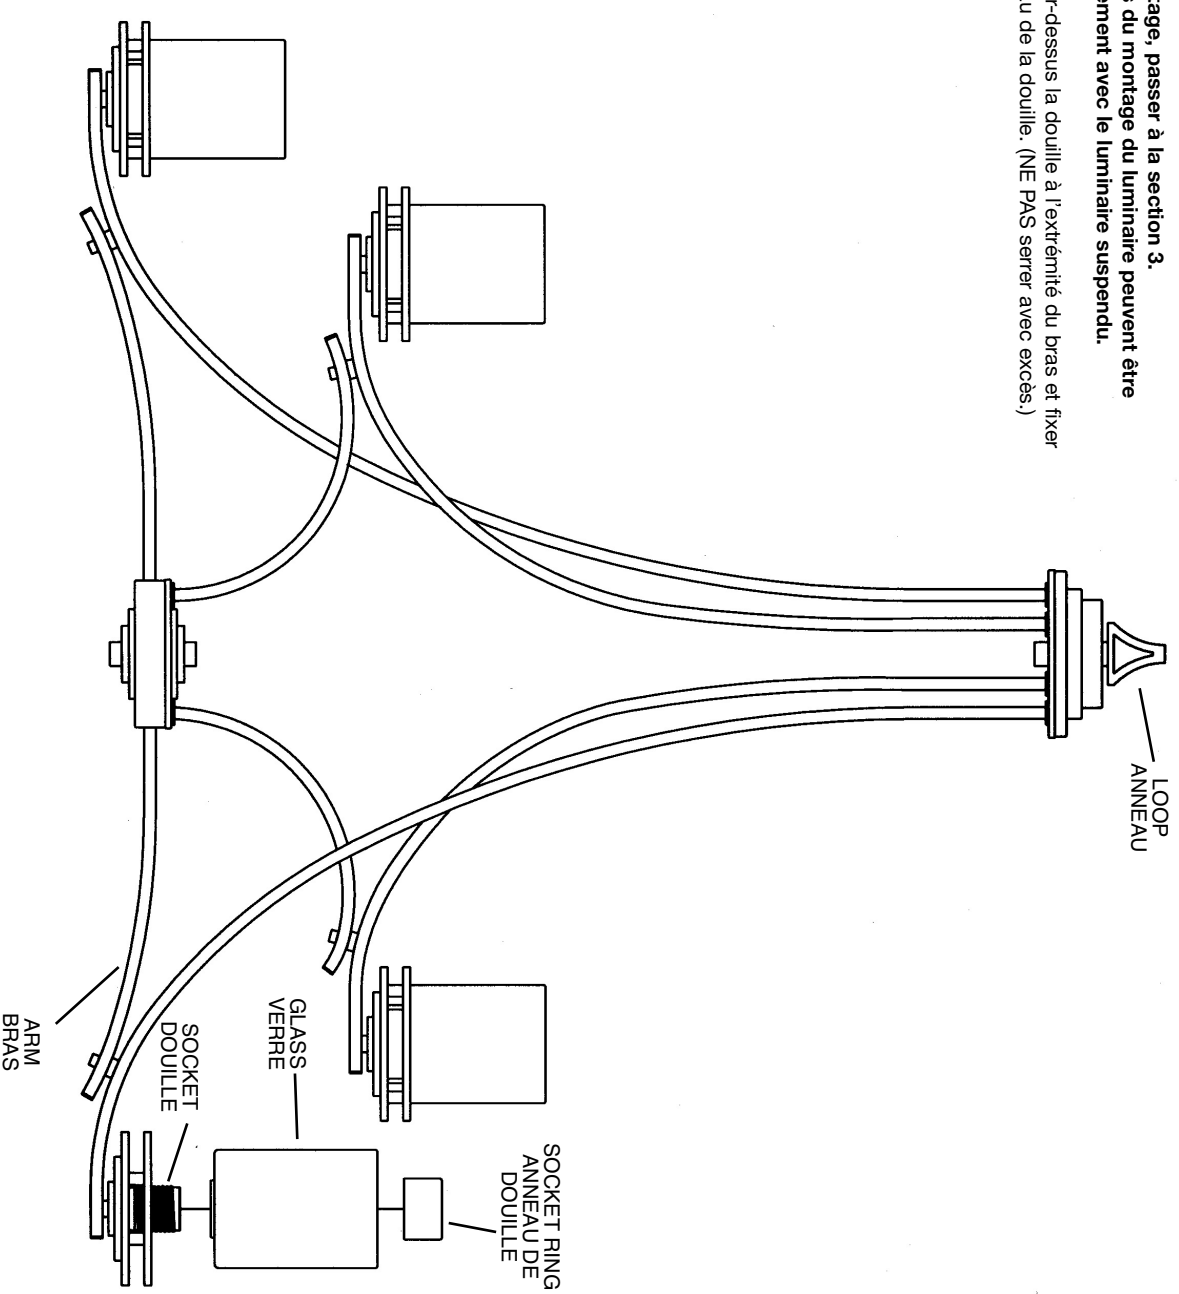 age, passer à la section 3.
du montage du luminaire peuvent être
ement avec le luminaire suspendu.
r-dessus la douille à l'extrémité du bras et fixer
u de la douille. (NE PAS serrer avec excès.)
LOOP
ANNEAU
ARM
BRAS
SOCKET
DOUILLE
GLASS
VERRE
SOCKET RING
ANNEAU DE
DOUILLE